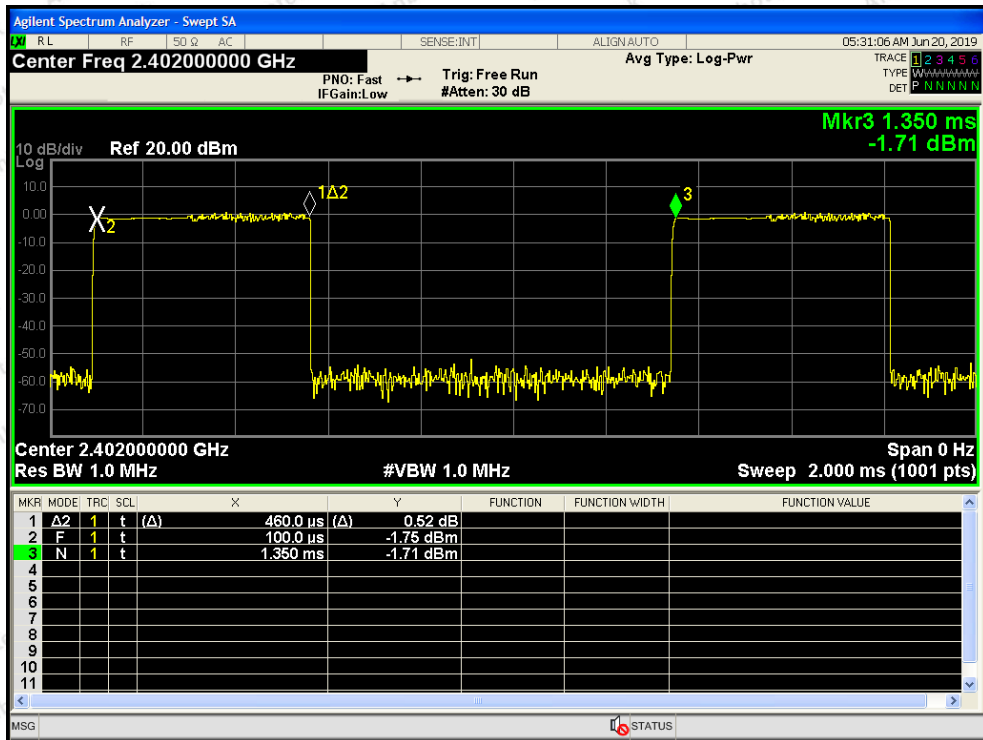 Agilent Spectrum Analyzer - Swept SA
LXI RL RF 50 Ω AC SENSE:INT ALIGN AUTO 05:31:06 AM Jun 20, 2019
Center Freq 2.402000000 GHz Avg Type: Log-Pwr TRACE 1 2 3 4 5 6
PNO: Fast Trig: Free Run TYPE WWWWWW
IFGain:Low #Atten: 30 dB DET P N N N N N
Mkr3 1.350 ms
10 dB/div Ref 20.00 dBm -1.71 dBm
Log
10.0
1Δ2
3
0.00
2
-10.0
-20.0
-30.0
-40.0
-50.0
-60.0
-70.0
Center 2.402000000 GHz Span 0 Hz
Res BW 1.0 MHz #VBW 1.0 MHz Sweep 2.000 ms (1001 pts)
MKR MODE TRC SCL X Y FUNCTION FUNCTION WIDTH FUNCTION VALUE
1 Δ2 1 t (Δ) 460.0 µs (Δ) 0.52 dB
2 F 1 t 100.0 µs -1.75 dBm
3 N 1 t 1.350 ms -1.71 dBm
4
5
6
7
8
9
10
11
MSG STATUS